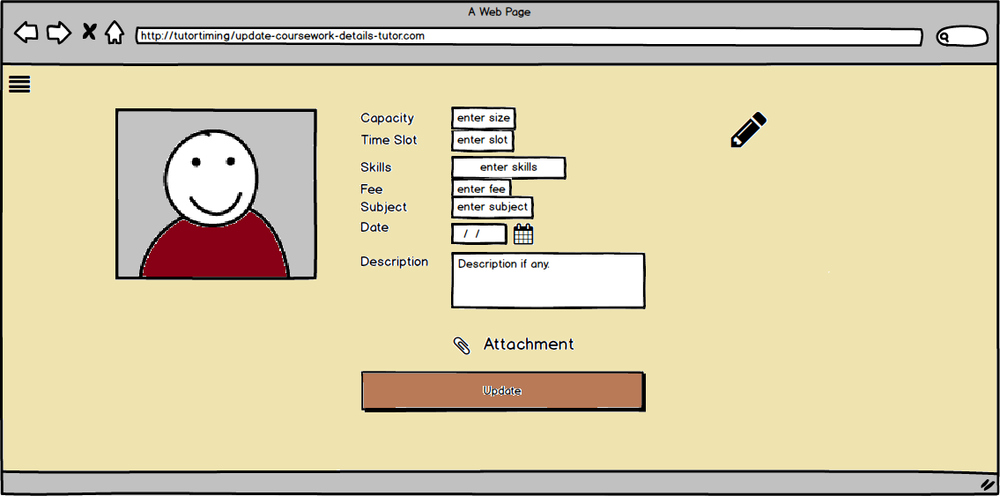 A Web Page
http://tutortiming/update-coursework-details-tutor.com
Capacity enter size
Time Slot enter slot
Skills enter skills
Fee enter fee
Subject enter subject
Date / /
Description Description if any.
Attachment
Update